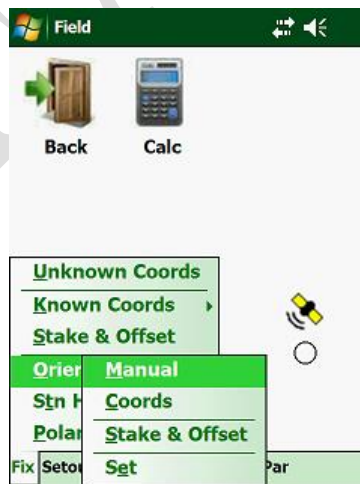 Field
Back Calc
Unknown Coords
Known Coords
Stake & Offset
Orien
Manual
Coords
Stn H
Stake & Offset
Polar
Set
Fix Setou Par